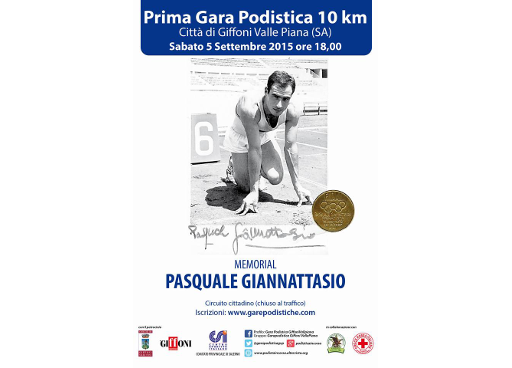 Prima Gara Podistica 10 km
Città di Giffoni Valle Piana (SA)
Sabato 5 Settembre 2015 ore 18,00
6
Pasquale Giannattasio
MEMORIAL
PASQUALE GIANNATTASIO
Circuito cittadino (chiuso al traffico)
Iscrizioni: www.garepodistiche.com
GIFFONI